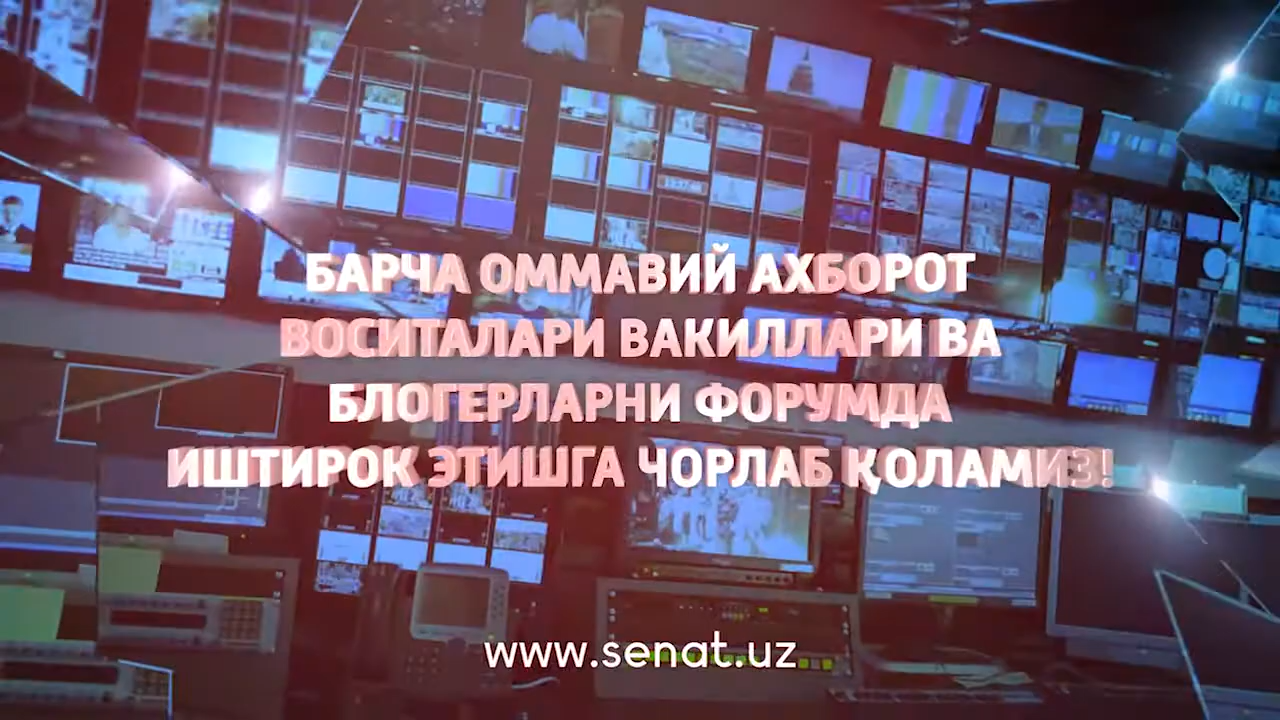 БАРЧА ОММАВИЙ АХБОРОТ
ВОСИТАЛАРИ ВАКИЛЛАРИ ВА
БЛОГЕРЛАРНИ ФОРУМДА
ИШТИРОК ЭТИШГА ЧОРЛАБ ҚОЛАМИЗ!
www.senat.uz